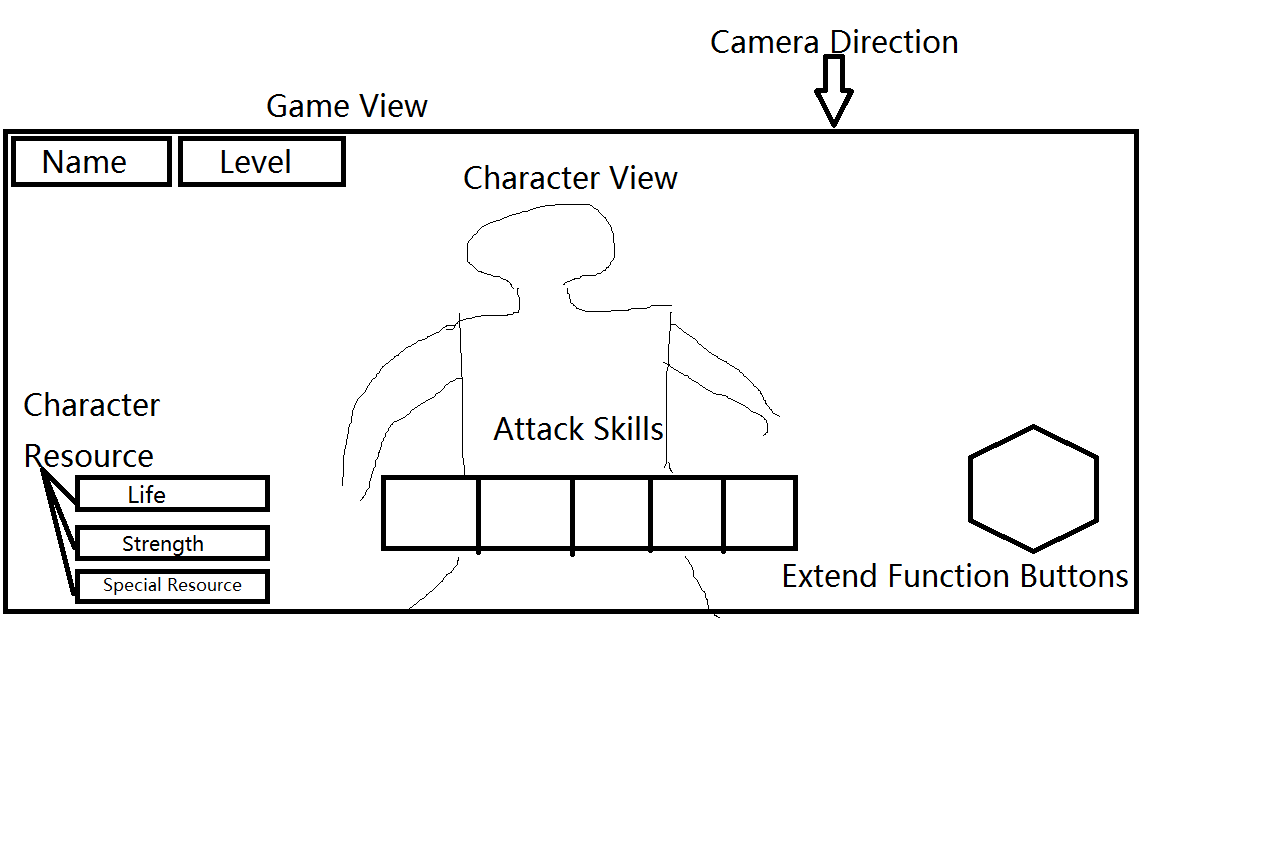 Camera Direction
Game View
Name
Level
Character View
Character
Resource
Attack Skills
Life
Strength
Special Resource
Extend Function Buttons